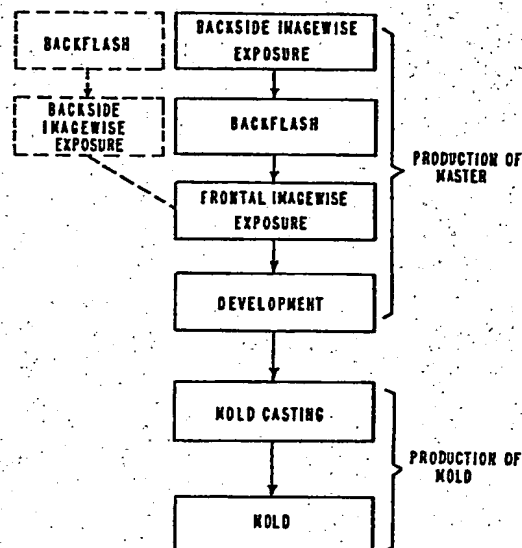 BACKFLASH
BACKSIDE
IMAGEWISE
EXPOSURE
BACKSIDE IMAGEWISE
EXPOSURE
BACKFLASH
FRONTAL IMAGEWISE
EXPOSURE
DEVELOPMENT
PRODUCTION OF
MASTER
MOLD CASTING
MOLD
PRODUCTION OF
MOLD